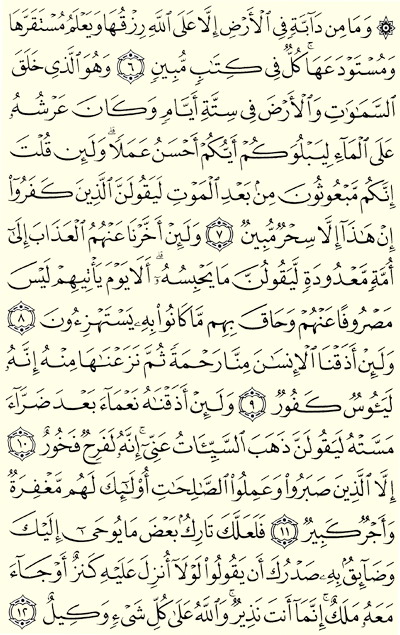 ۞ وَمَا مِن دَآبَّةٍ فِى ٱلْأَرْضِ إِلَّا عَلَى ٱللَّهِ رِزْقُهَا وَيَعْلَمُ مُسْتَقَرَّهَا
وَمُسْتَوْدَعَهَا ۚ كُلٌّ فِى كِتَـٰبٍ مُّبِينٍ ٦ وَهُوَ ٱلَّذِى خَلَقَ
ٱلسَّمَـٰوَٰتِ وَٱلْأَرْضَ فِى سِتَّةِ أَيَّامٍ وَكَانَ عَرْشُهُۥ
عَلَى ٱلْمَآءِ لِيَبْلُوَكُمْ أَيُّكُمْ أَحْسَنُ عَمَلًا ۗ وَلَئِن قُلْتَ
إِنَّكُم مَّبْعُوثُونَ مِنۢ بَعْدِ ٱلْمَوْتِ لَيَقُولَنَّ ٱلَّذِينَ كَفَرُوٓا۟
إِنْ هَـٰذَآ إِلَّا سِحْرٌ مُّبِينٌ ٧ وَلَئِنْ أَخَّرْنَا عَنْهُمُ ٱلْعَذَابَ إِلَىٰٓ
أُمَّةٍ مَّعْدُودَةٍ لَّيَقُولُنَّ مَا يَحْبِسُهُۥٓ ۗ أَلَا يَوْمَ يَأْتِيهِمْ لَيْسَ
مَصْرُوفًا عَنْهُمْ وَحَاقَ بِهِم مَّا كَانُوا۟ بِهِۦ يَسْتَهْزِءُونَ ٨
وَلَئِنْ أَذَقْنَا ٱلْإِنسَـٰنَ مِنَّا رَحْمَةً ثُمَّ نَزَعْنَـٰهَا مِنْهُ إِنَّهُۥ
لَيَـُٔوسٌ كَفُورٌ ٩ وَلَئِنْ أَذَقْنَـٰهُ نَعْمَآءَ بَعْدَ ضَرَّآءَ
مَسَّتْهُ لَيَقُولَنَّ ذَهَبَ ٱلسَّيِّـَٔاتُ عَنِّىٓ ۚ إِنَّهُۥ لَفَرِحٌ فَخُورٌ ١٠
إِلَّا ٱلَّذِينَ صَبَرُوا۟ وَعَمِلُوا۟ ٱلصَّـٰلِحَـٰتِ أُو۟لَـٰٓئِكَ لَهُم مَّغْفِرَةٌ
وَأَجْرٌ كَبِيرٌ ١١ فَلَعَلَّكَ تَارِكٌۢ بَعْضَ مَا يُوحَىٰٓ إِلَيْكَ
وَضَآئِقٌۢ بِهِۦ صَدْرُكَ أَن يَقُولُوا۟ لَوْلَآ أُنزِلَ عَلَيْهِ كَنزٌ أَوْ جَآءَ
مَعَهُۥ مَلَكٌ ۚ إِنَّمَآ أَنتَ نَذِيرٌ ۚ وَٱللَّهُ عَلَىٰ كُلِّ شَىْءٍ وَكِيلٌ ١٢